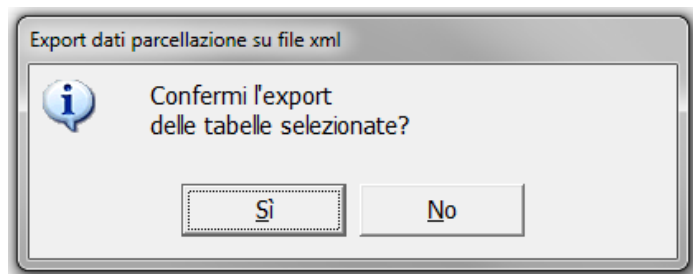 Export dati parcellazione su file xml
Confermi l'export
delle tabelle selezionate?
Sì
No